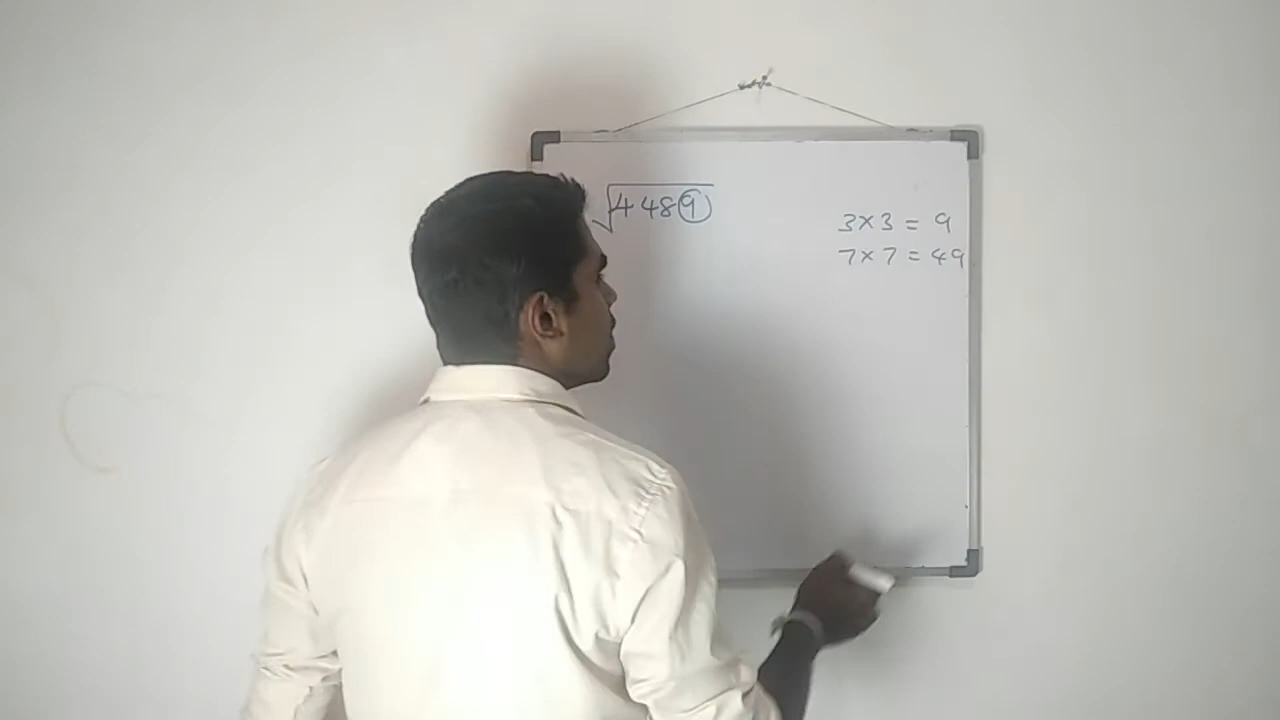 √4489
3×3 = 9
7×7 = 49